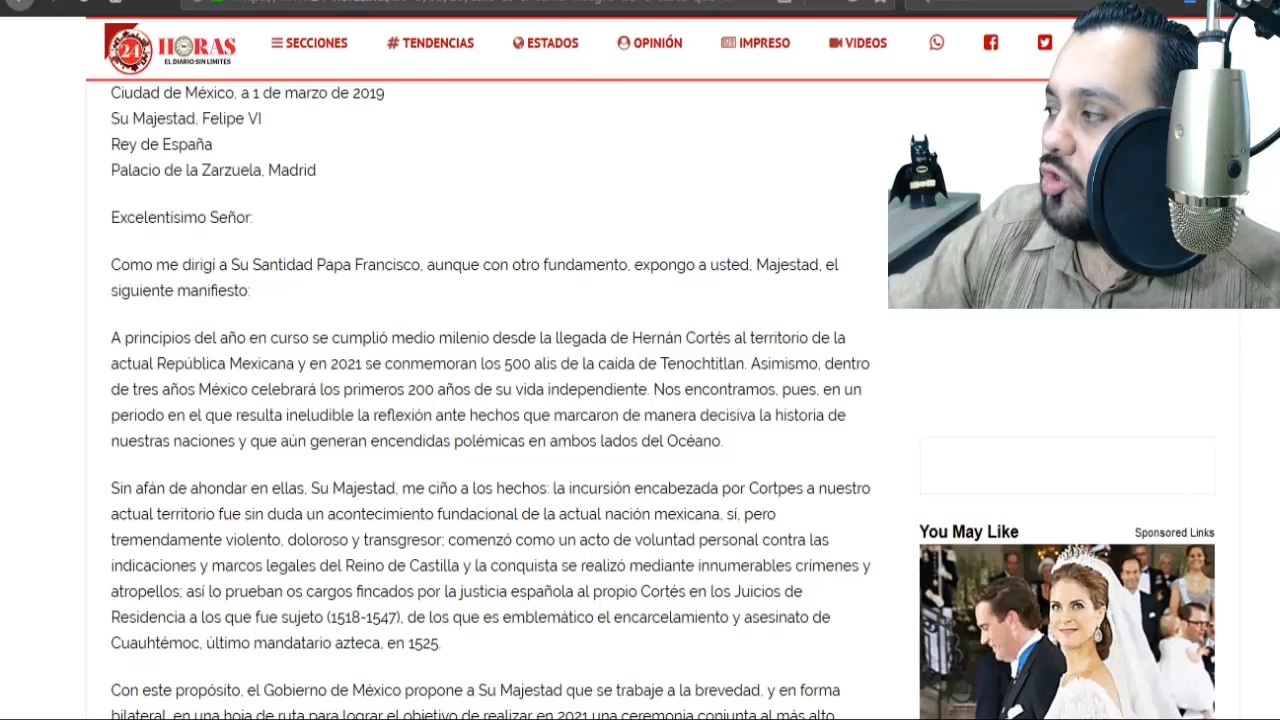 21
HORAS
EL DIARIO SIN LIMITES
SECCIONES
# TENDENCIAS
ESTADOS
OPINIÓN
IMPRESO
VIDEOS
Ciudad de México, a 1 de marzo de 2019
Su Majestad, Felipe VI
Rey de España
Palacio de la Zarzuela, Madrid
Excelentísimo Señor:
Como me dirigí a Su Santidad Papa Francisco, aunque con otro fundamento, expongo a usted, Majestad, el
siguiente manifiesto:
A principios del año en curso se cumplió medio milenio desde la llegada de Hernán Cortés al territorio de la
actual República Mexicana y en 2021 se conmemoran los 500 alis de la caída de Tenochtitlan. Asimismo, dentro
de tres años México celebrará los primeros 200 años de su vida independiente. Nos encontramos, pues, en un
periodo en el que resulta ineludible la reflexión ante hechos que marcaron de manera decisiva la historia de
nuestras naciones y que aún generan encendidas polémicas en ambos lados del Océano.
Sin afán de ahondar en ellas, Su Majestad, me ciño a los hechos: la incursión encabezada por Cortpes a nuestro
actual territorio fue sin duda un acontecimiento fundacional de la actual nación mexicana, sí, pero
tremendamente violento, doloroso y transgresor; comenzó como un acto de voluntad personal contra las
indicaciones y marcos legales del Reino de Castilla y la conquista se realizó mediante innumerables crímenes y
atropellos; así lo prueban os cargos fincados por la justicia española al propio Cortés en los Juicios de
Residencia a los que fue sujeto (1518-1547), de los que es emblemático el encarcelamiento y asesinato de
Cuauhtémoc, último mandatario azteca, en 1525.
Con este propósito, el Gobierno de México propone a Su Majestad que se trabaje a la brevedad, y en forma
bilateral, en una hoja de ruta para lograr el objetivo de realizar en 2021 una ceremonia conjunta al más alto
You May Like
Sponsored Links